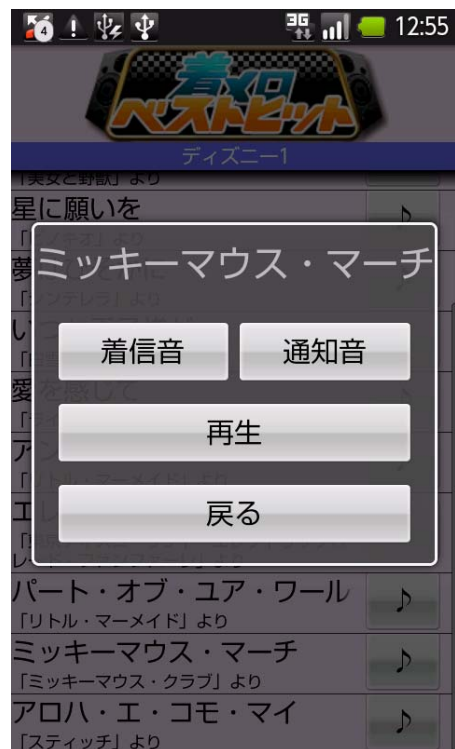 4
3G
12:55
着メロ
ベストヒット
ディズニー1
「美女と野獣」より
星に願いを
ミッキーマウス・マーチ
着信音
通知音
再生
戻る
パート・オブ・ユア・ワール
「リトル・マーメイド」より
ミッキーマウス・マーチ
「ミッキーマウス・クラブ」より
アロハ・エ・コモ・マイ
「スティッチ」より